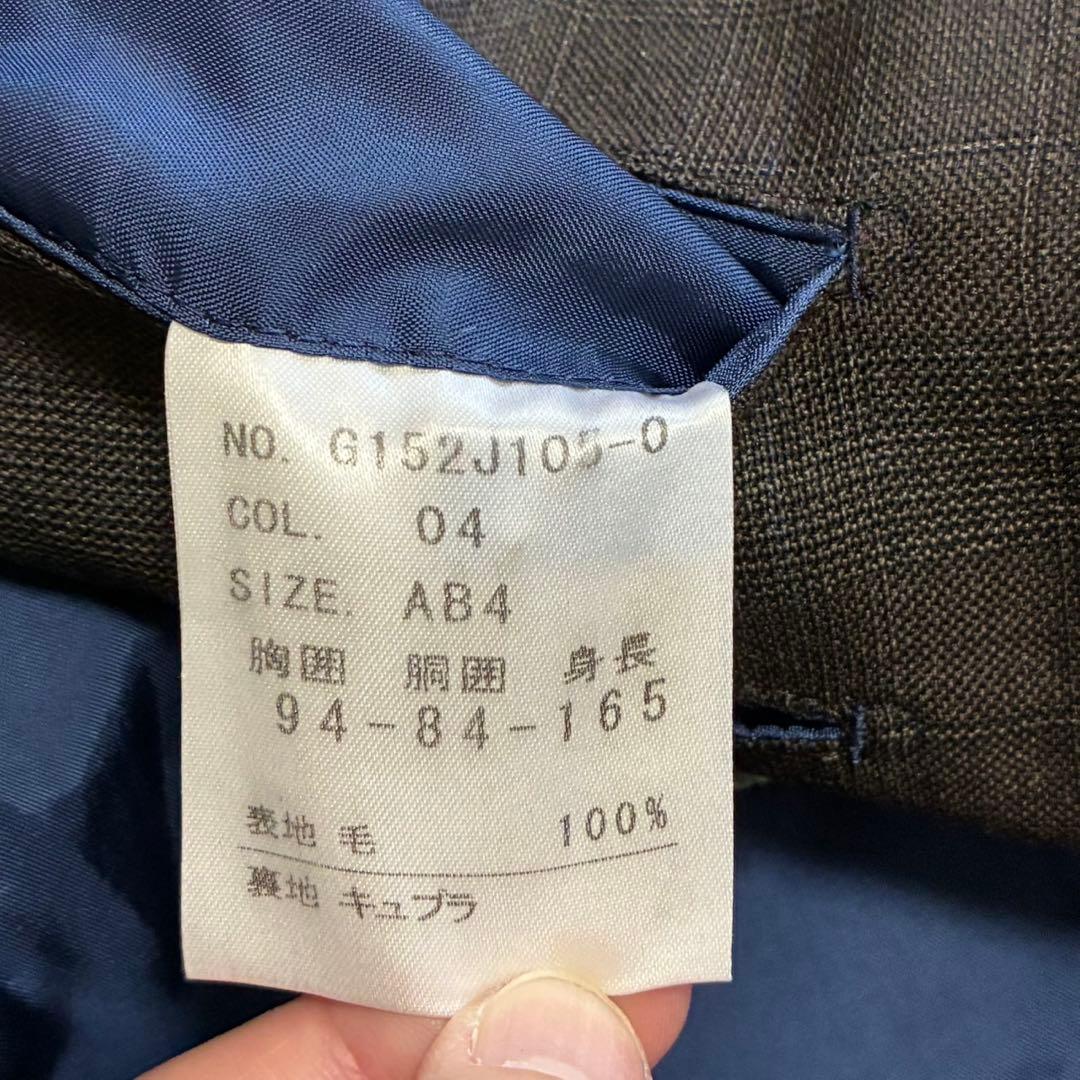 NO. G152J105-0
COL. 04
SIZE. AB4
胸囲 胴囲 身長
94-84-165
表地 毛 100%
裏地 キュプラ